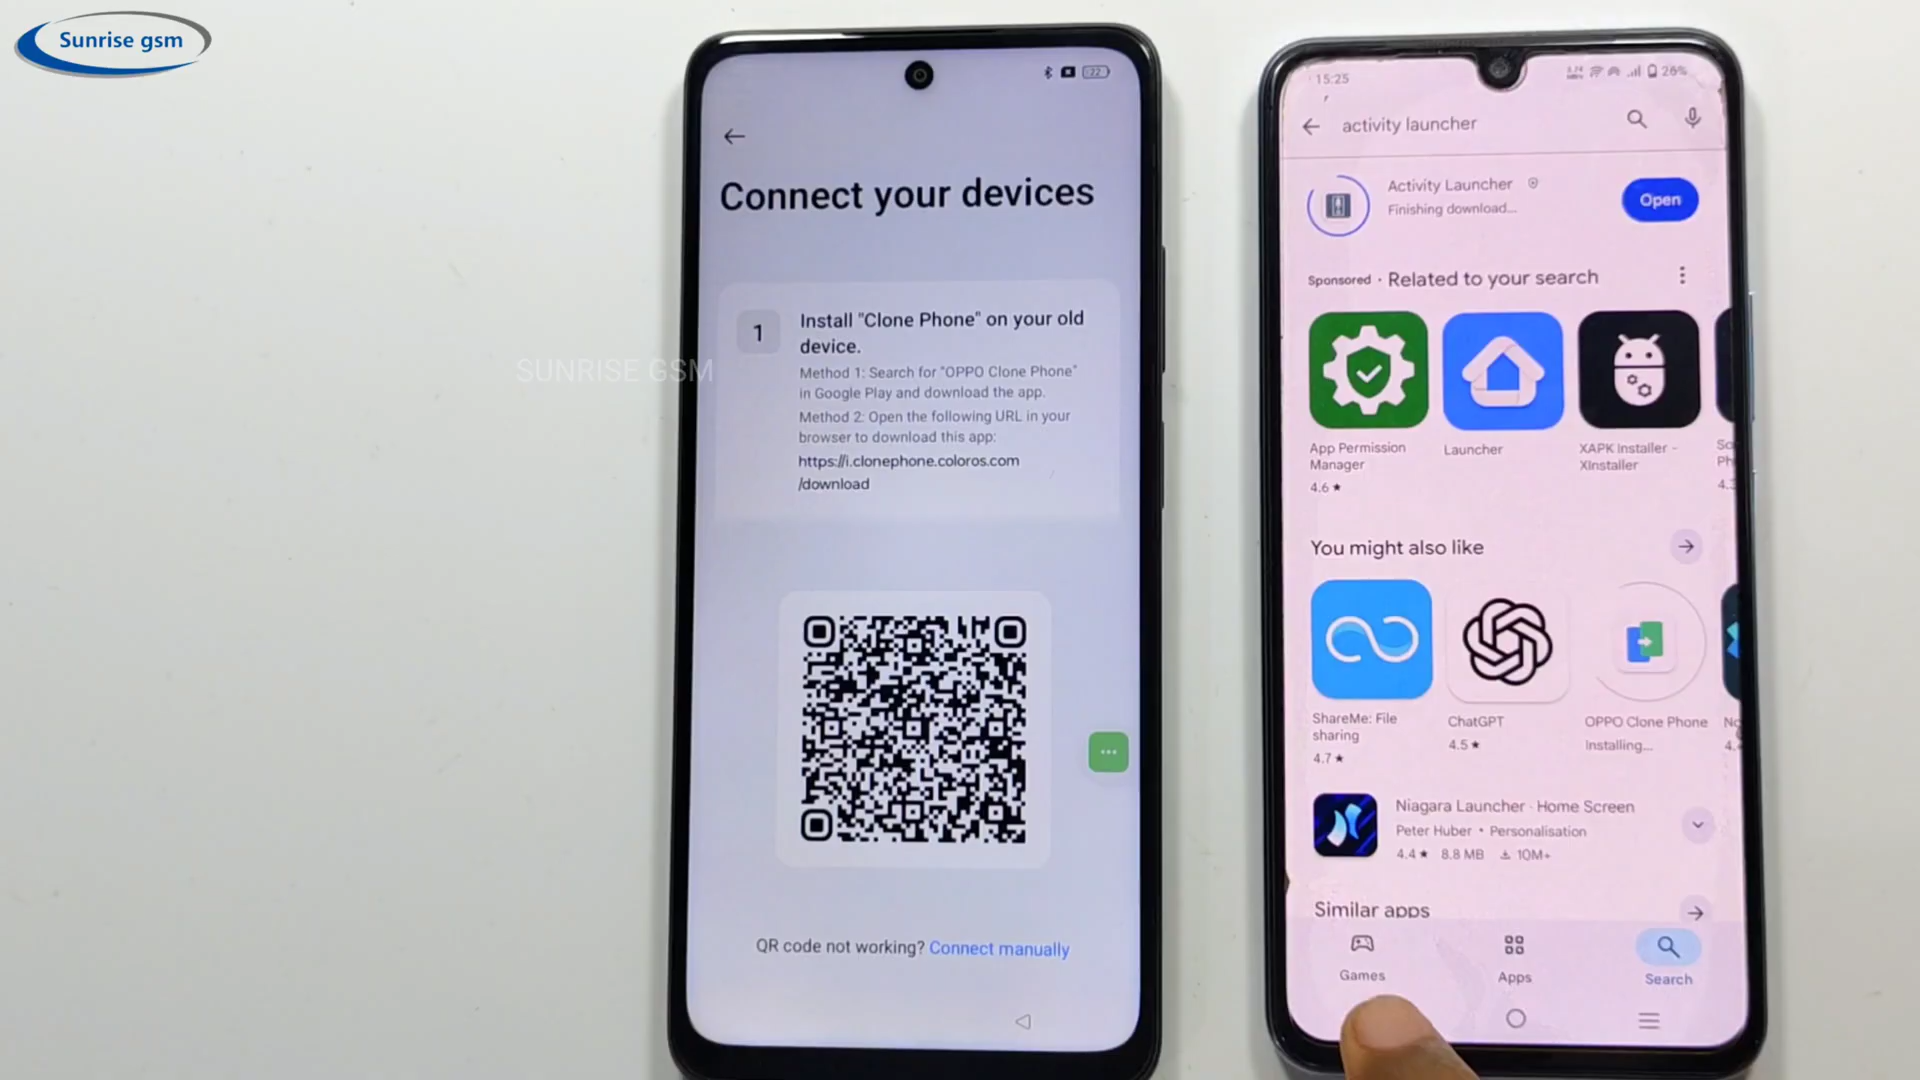 Sunrise gsm
SUNRISE GSM
22
Connect your devices
1
Install "Clone Phone" on your old
device.
Method 1: Search for "OPPO Clone Phone"
in Google Play and download the app.
Method 2: Open the following URL in your
browser to download this app:
https://i.clonephone.coloros.com
/download
QR code not working? Connect manually
15:25
26%
activity launcher
Activity Launcher
Finishing download...
Open
Sponsored · Related to your search
App Permission
Manager
4.6 ★
Launcher
XAPK Installer -
XInstaller
Ph
You might also like
ShareMe: File
sharing
4.7 ★
ChatGPT
4.5 ★
OPPO Clone Phone
Installing...
Niagara Launcher · Home Screen
Peter Huber • Personalisation
4.4 ★ 8.8 MB 10M+
Similar apps
Games
Apps
Search